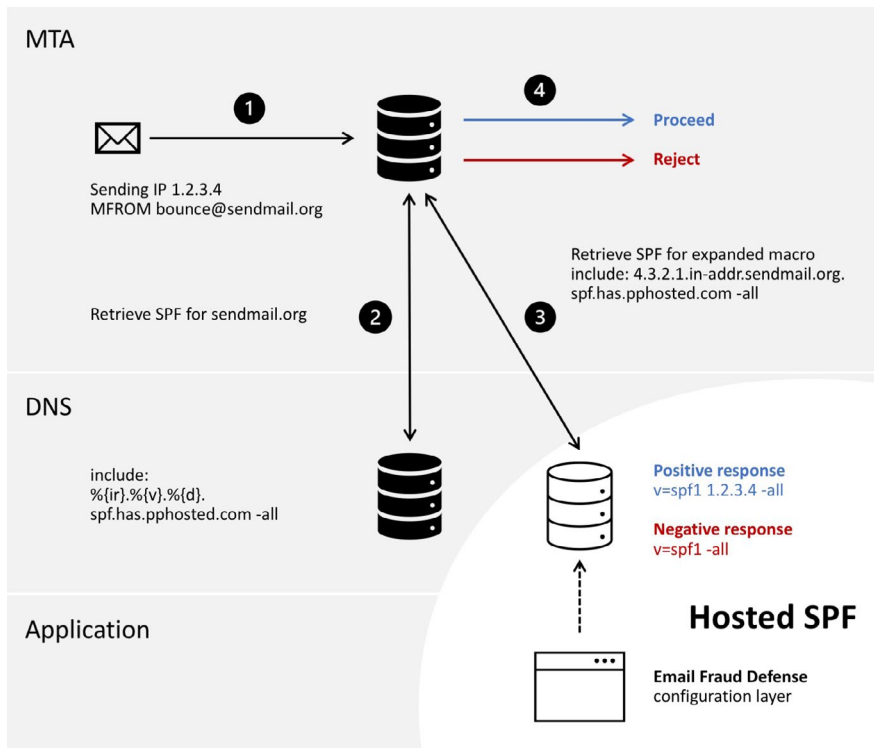 MTA
1
4
Proceed
Reject
Sending IP 1.2.3.4
MFROM bounce@sendmail.org
Retrieve SPF for expanded macro
include: 4.3.2.1.in-addr.sendmail.org.
spf.has.pphosted.com -all
Retrieve SPF for sendmail.org
2
3
DNS
include:
%{ir}.%{v}.%{d}.
spf.has.pphosted.com -all
Positive response
v=spf1 1.2.3.4 -all
Negative response
v=spf1 -all
Application
Hosted SPF
Email Fraud Defense
configuration layer